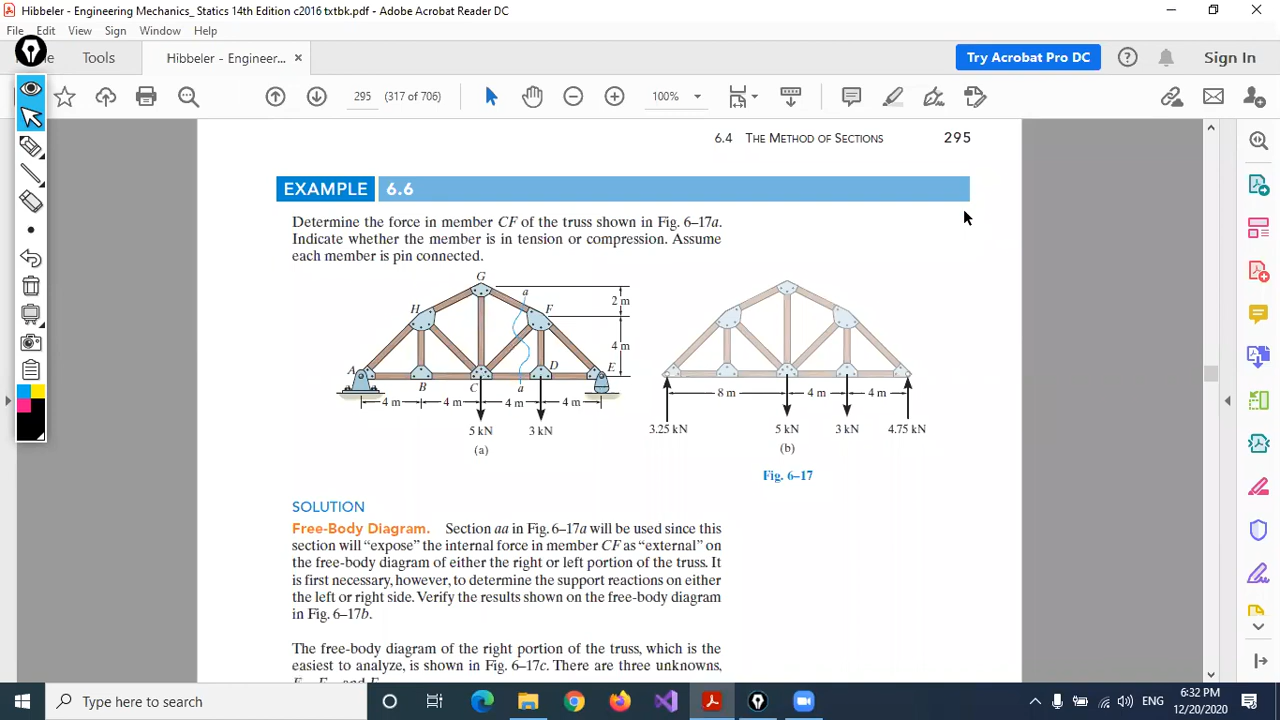 Hibbeler - Engineering Mechanics_ Statics 14th Edition c2016 txtbk.pdf - Adobe Acrobat Reader DC
File Edit View Sign Window Help
Tools
Hibbeler - Engineer... ×
Try Acrobat Pro DC
Sign In
295 (317 of 706)
100%
6.4 THE METHOD OF SECTIONS 295
EXAMPLE 6.6
Determine the force in member CF of the truss shown in Fig. 6–17a.
Indicate whether the member is in tension or compression. Assume
each member is pin connected.
G
a
H
F
2 m
4 m
A
B
C
a
D
E
4 m 4 m 4 m 4 m
5 kN 3 kN
(a)
8 m 4 m 4 m
3.25 kN 5 kN 3 kN 4.75 kN
(b)
Fig. 6–17
SOLUTION
Free-Body Diagram. Section aa in Fig. 6–17a will be used since this
section will “expose” the internal force in member CF as “external” on
the free-body diagram of either the right or left portion of the truss. It
is first necessary, however, to determine the support reactions on either
the left or right side. Verify the results shown on the free-body diagram
in Fig. 6–17b.
The free-body diagram of the right portion of the truss, which is the
easiest to analyze, is shown in Fig. 6–17c. There are three unknowns,
Type here to search
ENG
6:32 PM
12/20/2020